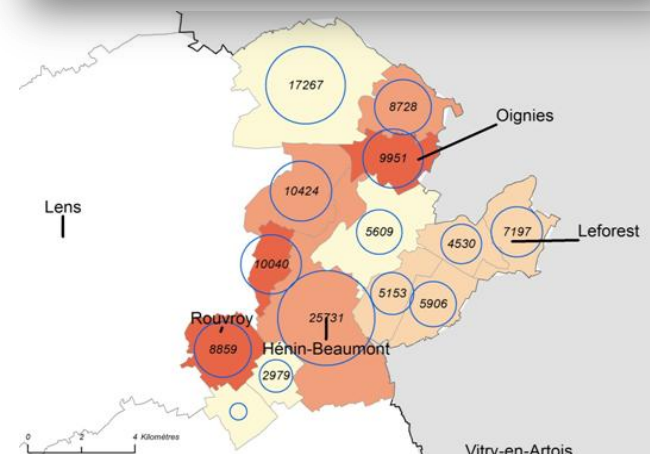 17267
8728
Oignies
9951
10424
Lens
5609
4530
7197
Leforest
10040
5153
5906
25731
Rouvroy
8859
Hénin-Beaumont
2979
0 2 4 Kilomètres
Vitry-en-Artois